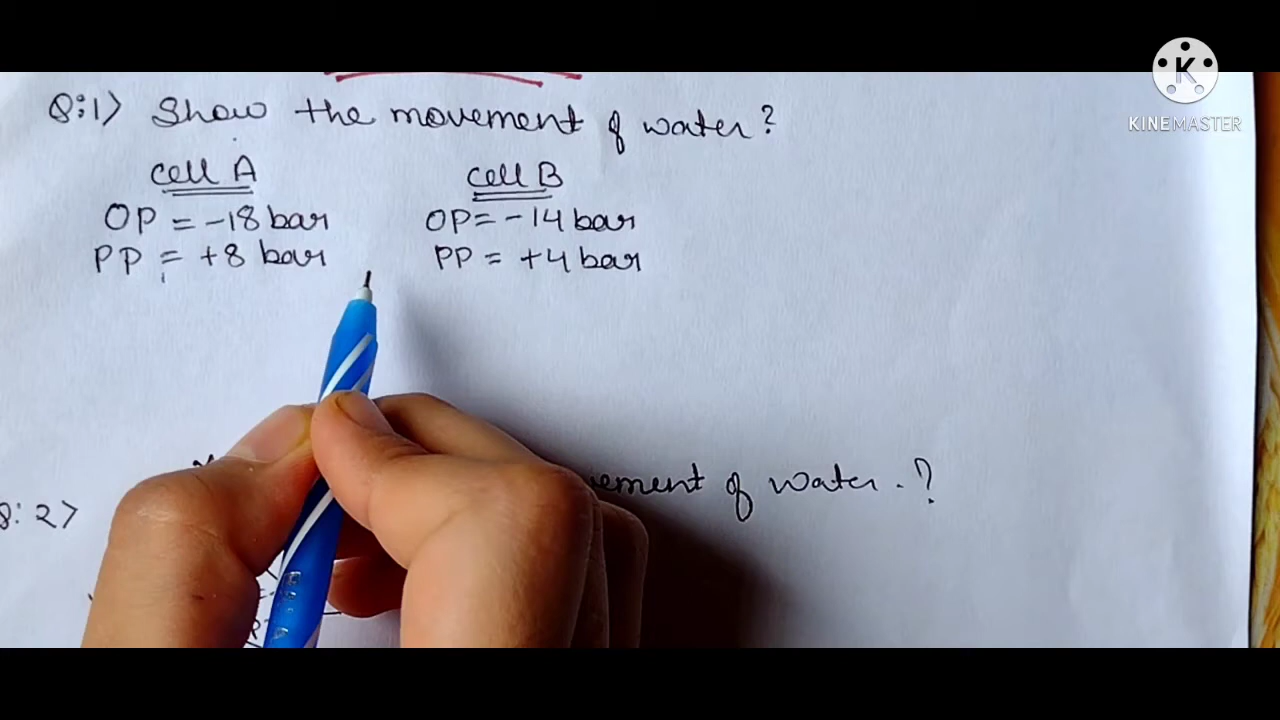 KINEMASTER
Q:1> Show the movement of water?
cell A
cell B
OP = -18 bar
OP = -14 bar
PP = +8 bar
PP = +4 bar
8:2>
ement of water.?